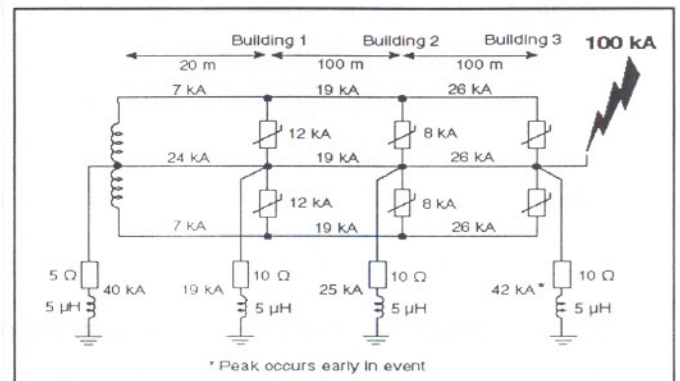 Building 1 Building 2 Building 3 100 kA
20 m 100 m 100 m
7 kA 19 kA 26 kA
12 kA 8 kA
24 kA 19 kA 26 kA
12 kA 8 kA
7 kA 19 kA 26 kA
5 Ω 40 kA 5 µH
19 kA 10 Ω 5 µH
25 kA 10 Ω 5 µH
42 kA* 10 Ω 5 µH
* Peak occurs early in event